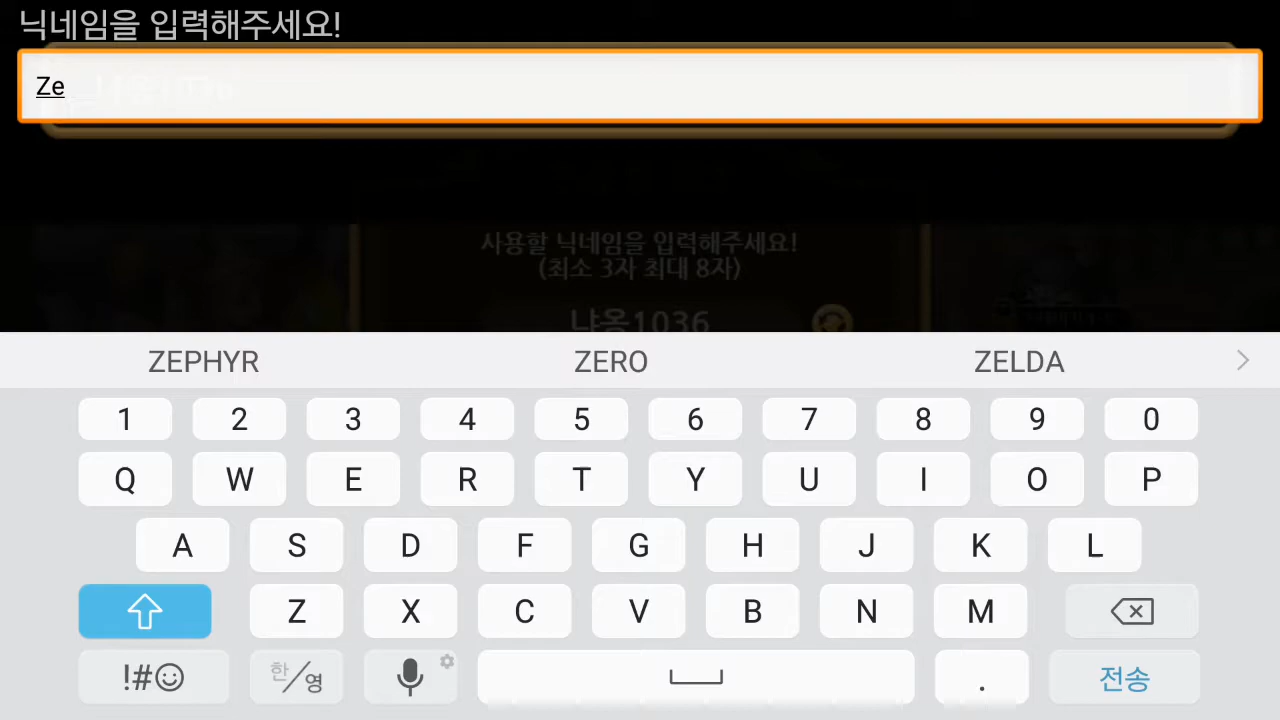 닉네임을 입력해주세요!
Ze
사용할 닉네임을 입력해주세요!
(최소 3자 최대 8자)
냐옹1036
ZEPHYR ZERO ZELDA
1 2 3 4 5 6 7 8 9 0
Q W E R T Y U I O P
A S D F G H J K L
Z X C V B N M
!#☺ 한/영 . 전송